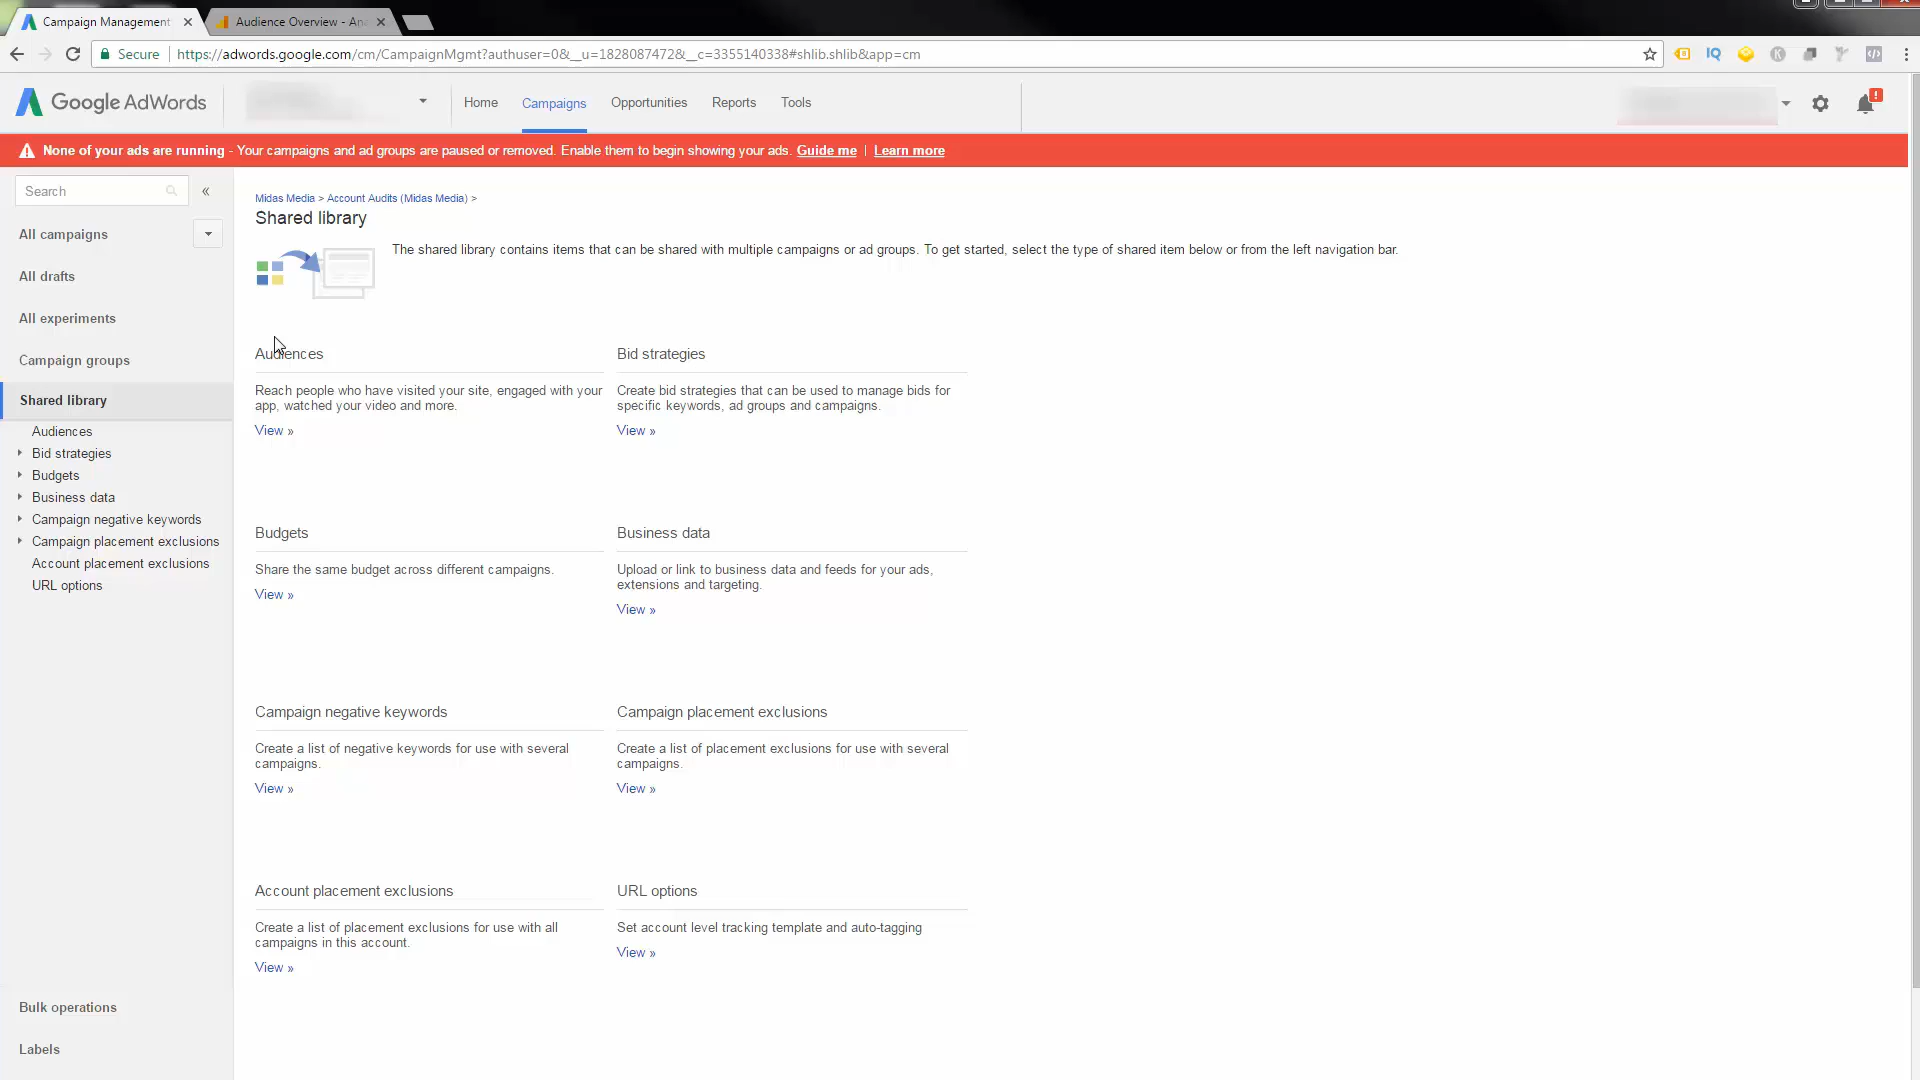 Campaign Management
Audience Overview - Ana
Secure
https://adwords.google.com/cm/CampaignMgmt?authuser=0&__u=1828087472&__c=3355140338#shlib.shlib&app=cm
IQ
K
Google AdWords
Home
Campaigns
Opportunities
Reports
Tools
!
None of your ads are running - Your campaigns and ad groups are paused or removed. Enable them to begin showing your ads. Guide me | Learn more
Search
«
All campaigns
All drafts
All experiments
Campaign groups
Shared library
Audiences
Bid strategies
Budgets
Business data
Campaign negative keywords
Campaign placement exclusions
Account placement exclusions
URL options
Bulk operations
Labels
Midas Media > Account Audits (Midas Media) >
Shared library
The shared library contains items that can be shared with multiple campaigns or ad groups. To get started, select the type of shared item below or from the left navigation bar.
Audiences
Reach people who have visited your site, engaged with your
app, watched your video and more.
View »
Bid strategies
Create bid strategies that can be used to manage bids for
specific keywords, ad groups and campaigns.
View »
Budgets
Share the same budget across different campaigns.
View »
Business data
Upload or link to business data and feeds for your ads,
extensions and targeting.
View »
Campaign negative keywords
Create a list of negative keywords for use with several
campaigns.
View »
Campaign placement exclusions
Create a list of placement exclusions for use with several
campaigns.
View »
Account placement exclusions
Create a list of placement exclusions for use with all
campaigns in this account.
View »
URL options
Set account level tracking template and auto-tagging
View »